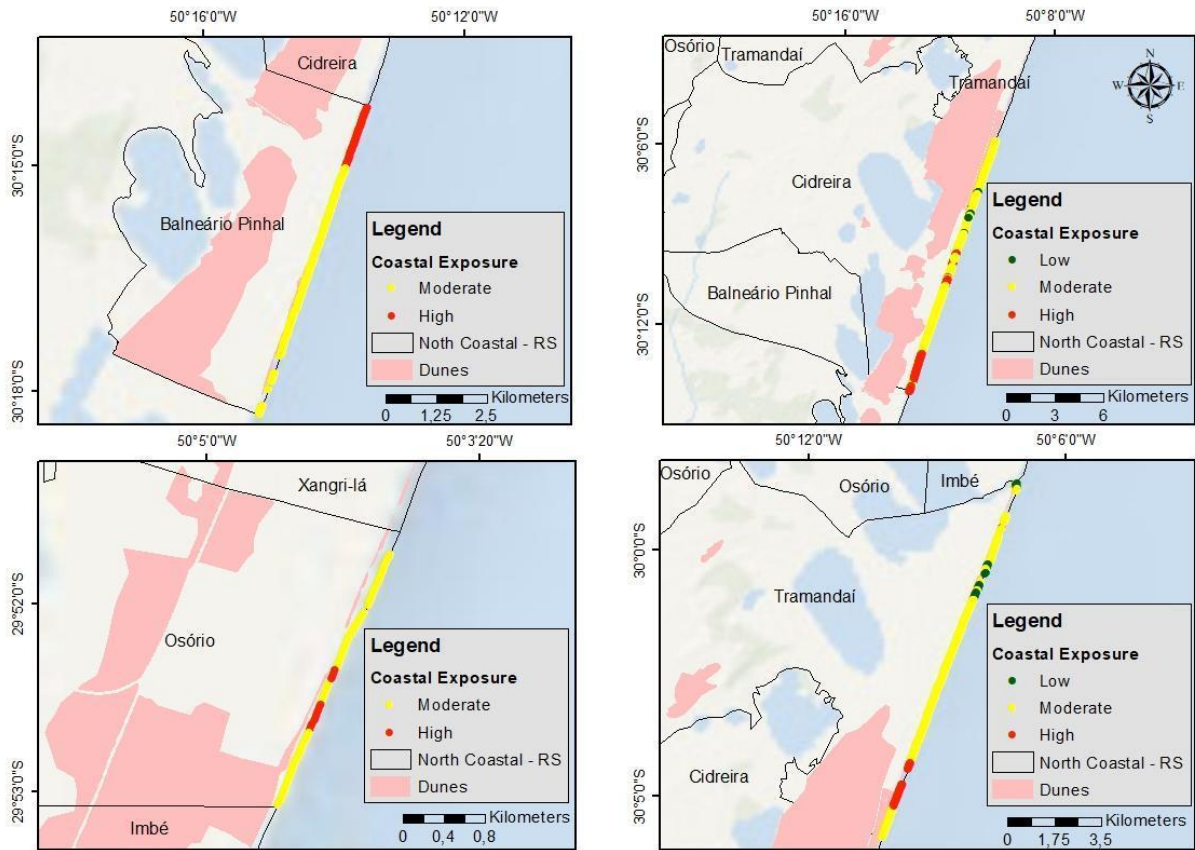 50°16'0"W
50°12'0"W
Cidreira
30°15'0"S
Balneário Pinhal
30°18'0"S
Legend
Coastal Exposure
Moderate
High
Noth Coastal - RS
Dunes
Kilometers
0 1,25 2,5
50°16'0"W
50°8'0"W
Osório
Tramandaí
Tramandaí
N
W E
S
30°6'0"S
Cidreira
Balneário Pinhal
30°12'0"S
Legend
Coastal Exposure
Low
Moderate
High
North Coastal - RS
Dunes
Kilometers
0 3 6
50°5'0"W
50°3'20"W
Xangri-lá
29°52'0"S
Osório
29°53'0"S
Imbé
Legend
Coastal Exposure
Moderate
High
North Coastal - RS
Dunes
Kilometers
0 0,4 0,8
50°12'0"W
50°6'0"W
Osório
Osório
Imbé
30°0'0"S
Tramandaí
Cidreira
30°5'0"S
Legend
Coastal Exposure
Low
Moderate
High
North Coastal - RS
Dunes
Kilometers
0 1,75 3,5